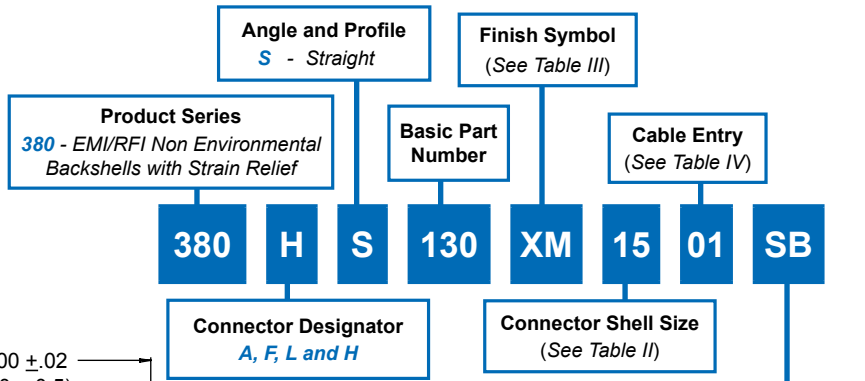 Angle and Profile
S - Straight
Finish Symbol
(See Table III)
Product Series
380 - EMI/RFI Non Environmental
Backshells with Strain Relief
Basic Part
Number
Cable Entry
(See Table IV)
380 H S 130 XM 15 01 SB
Connector Designator
A, F, L and H
Connector Shell Size
(See Table II)
00 ±.02